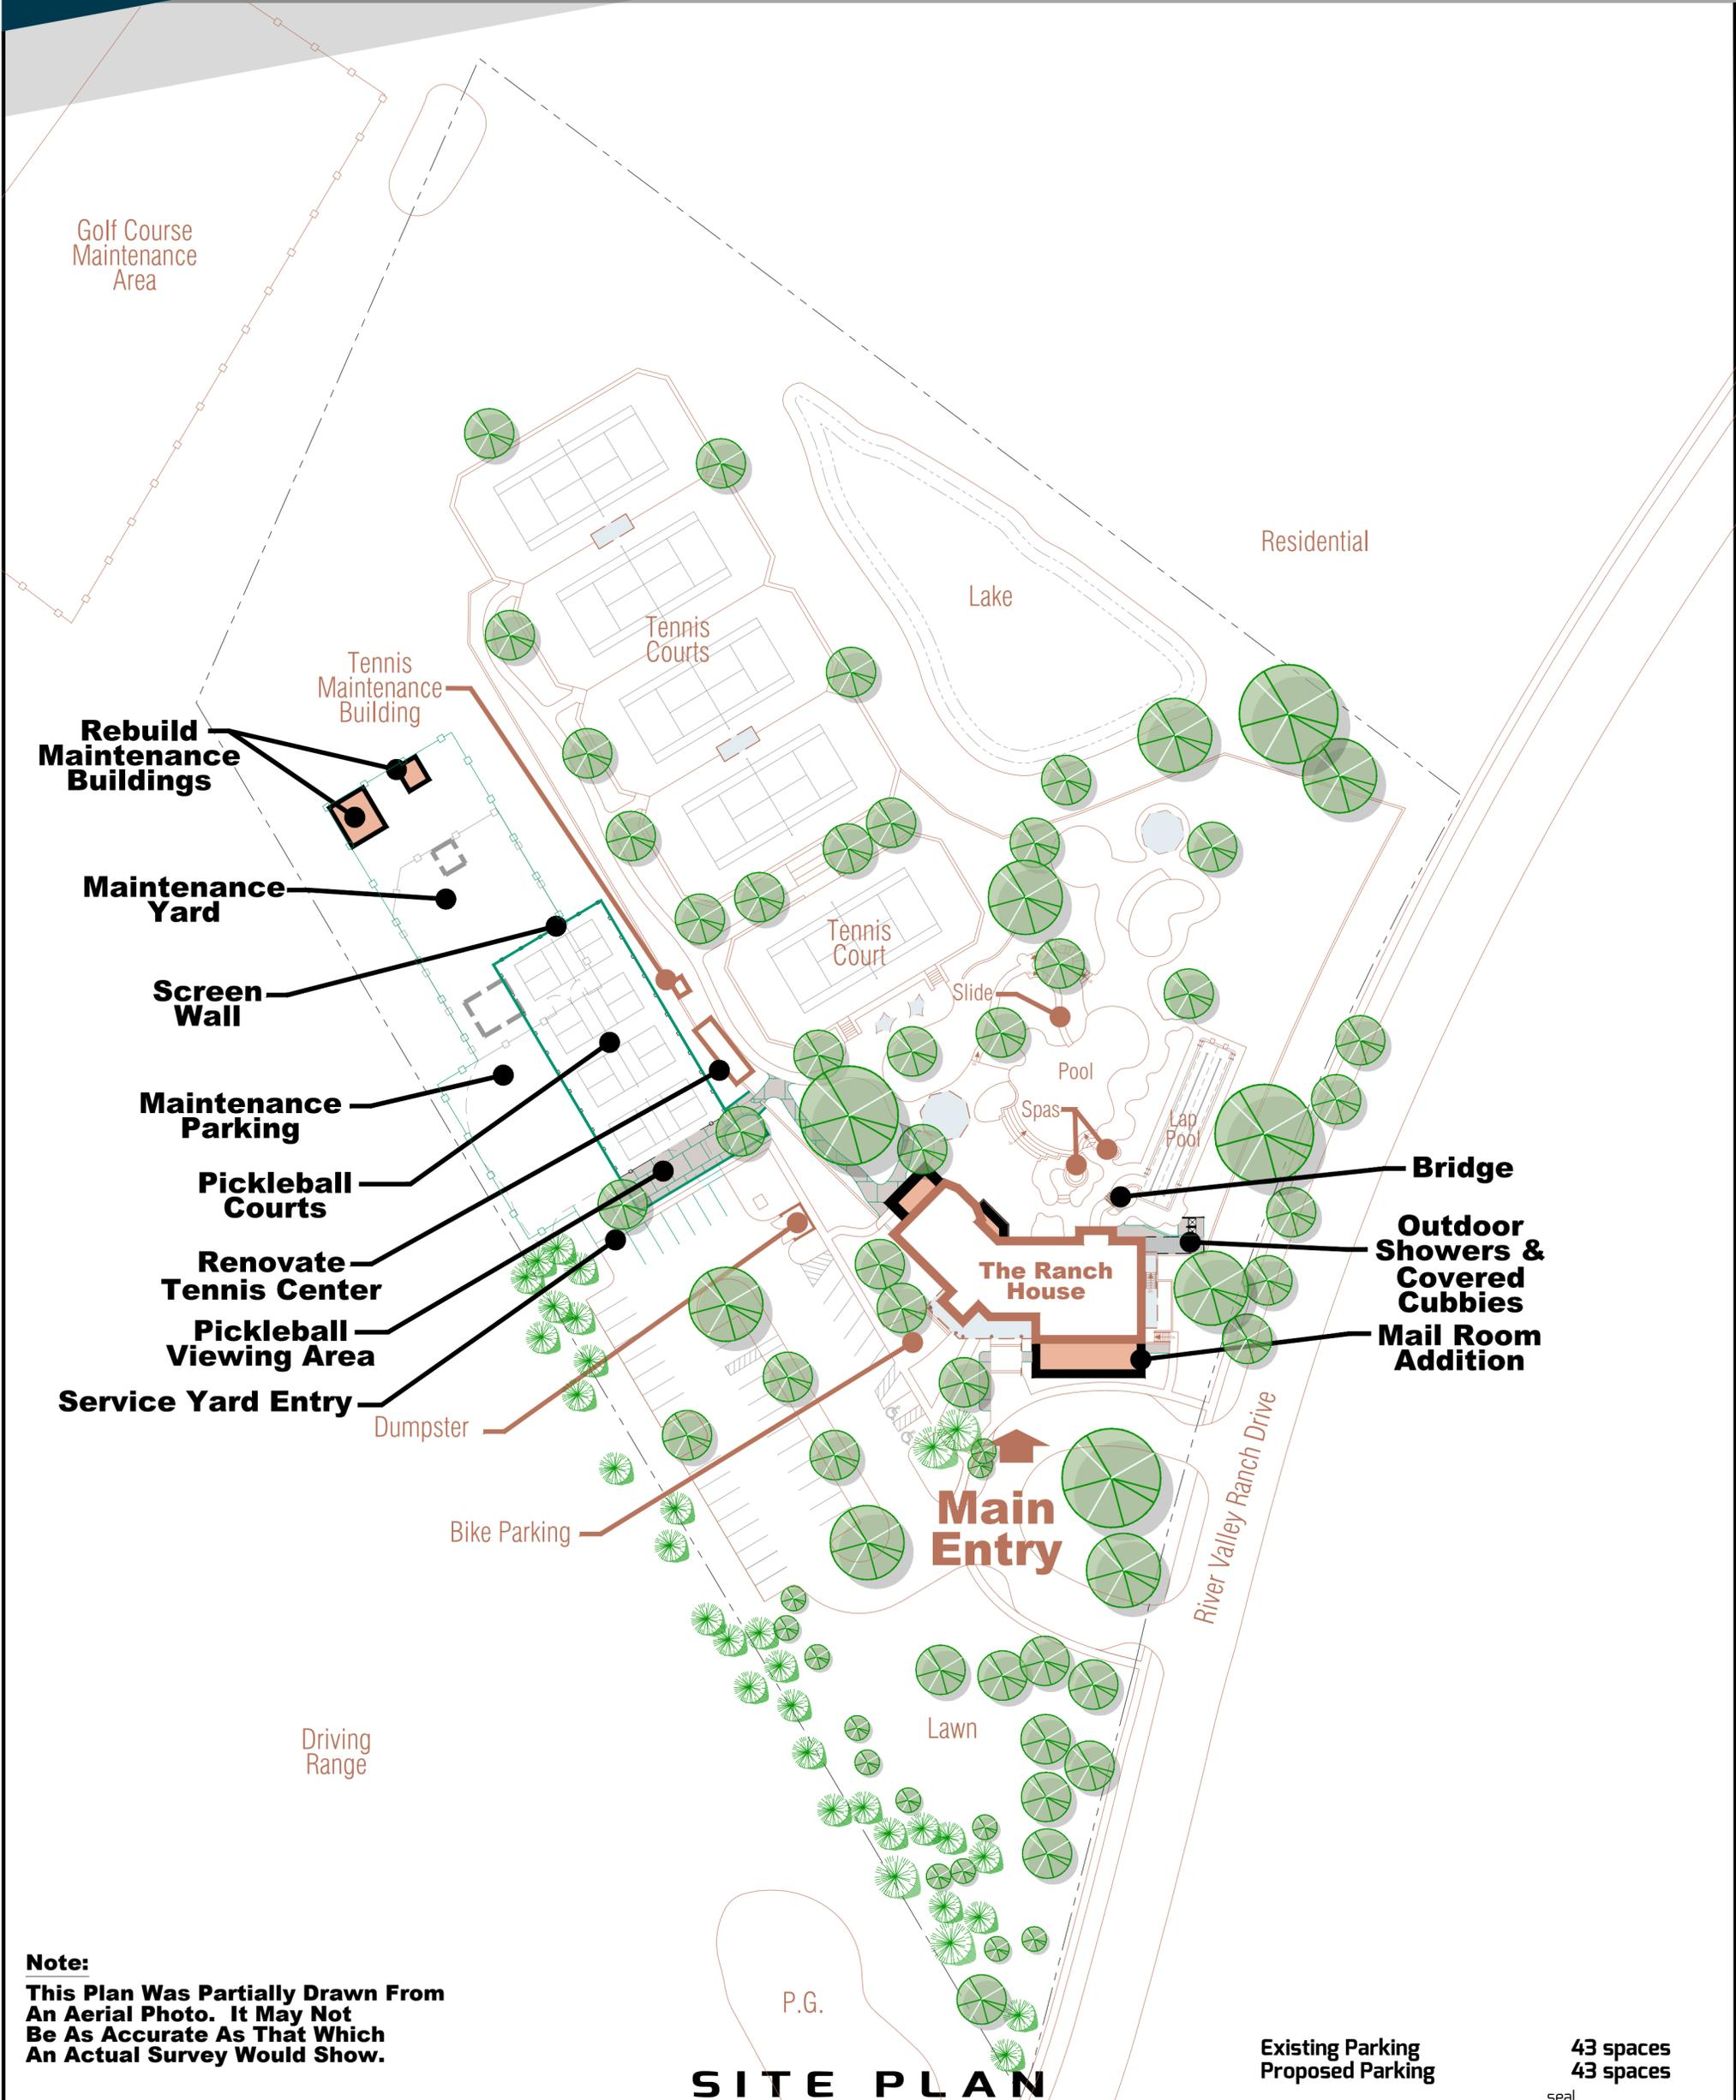 Golf Course
Maintenance
Area
Residential
Lake
Tennis
Courts
Tennis
Maintenance
Building
Rebuild
Maintenance
Buildings
Maintenance
Yard
Tennis
Court
Screen
Wall
Slide
Pool
Maintenance
Parking
Spas
Lap
Pool
Pickleball
Courts
Bridge
Outdoor
Showers &
Covered
Cubbies
Renovate
Tennis Center
The Ranch
House
Pickleball
Viewing Area
Mail Room
Addition
Service Yard Entry
Dumpster
Bike Parking
Main
Entry
River Valley Ranch Drive
Lawn
Driving
Range
Note:
This Plan Was Partially Drawn From
An Aerial Photo. It May Not
Be As Accurate As That Which
An Actual Survey Would Show.
P.G.
Existing Parking 43 spaces
Proposed Parking 43 spaces
SITE PLAN
seal